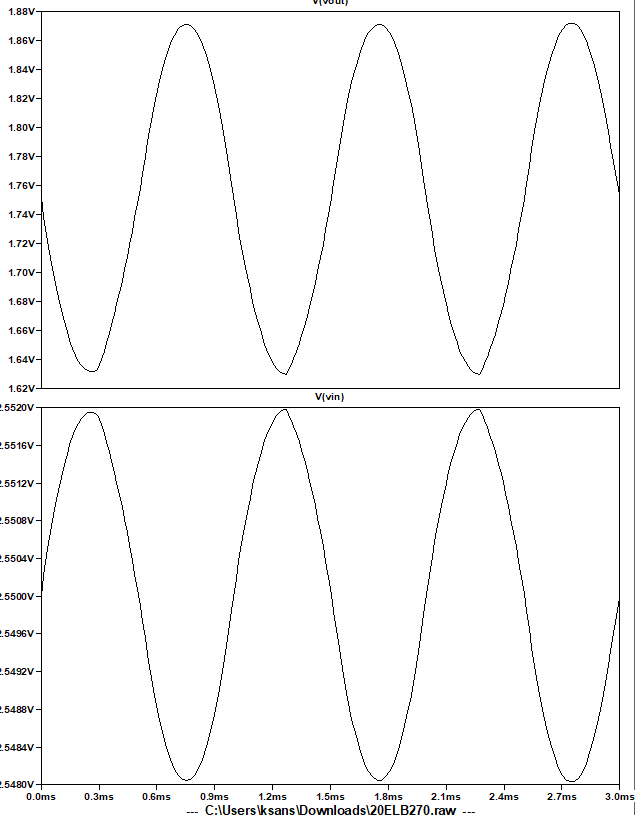 V(vout)
1.88V
1.86V
1.84V
1.82V
1.80V
1.78V
1.76V
1.74V
1.72V
1.70V
1.68V
1.66V
1.64V
1.62V
V(vin)
2.5520V
2.5516V
2.5512V
2.5508V
2.5504V
2.5500V
2.5496V
2.5492V
2.5488V
2.5484V
2.5480V
0.0ms 0.3ms 0.6ms 0.9ms 1.2ms 1.5ms 1.8ms 2.1ms 2.4ms 2.7ms 3.0ms
--- C:\Users\ksans\Downloads\20ELB270.raw ---